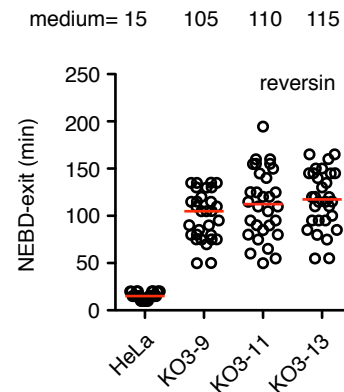 medium= 15 105 110 115
reversin
NEBD-exit (min)
250
200
150
100
50
0
HeLa
KO3-9
KO3-11
KO3-13